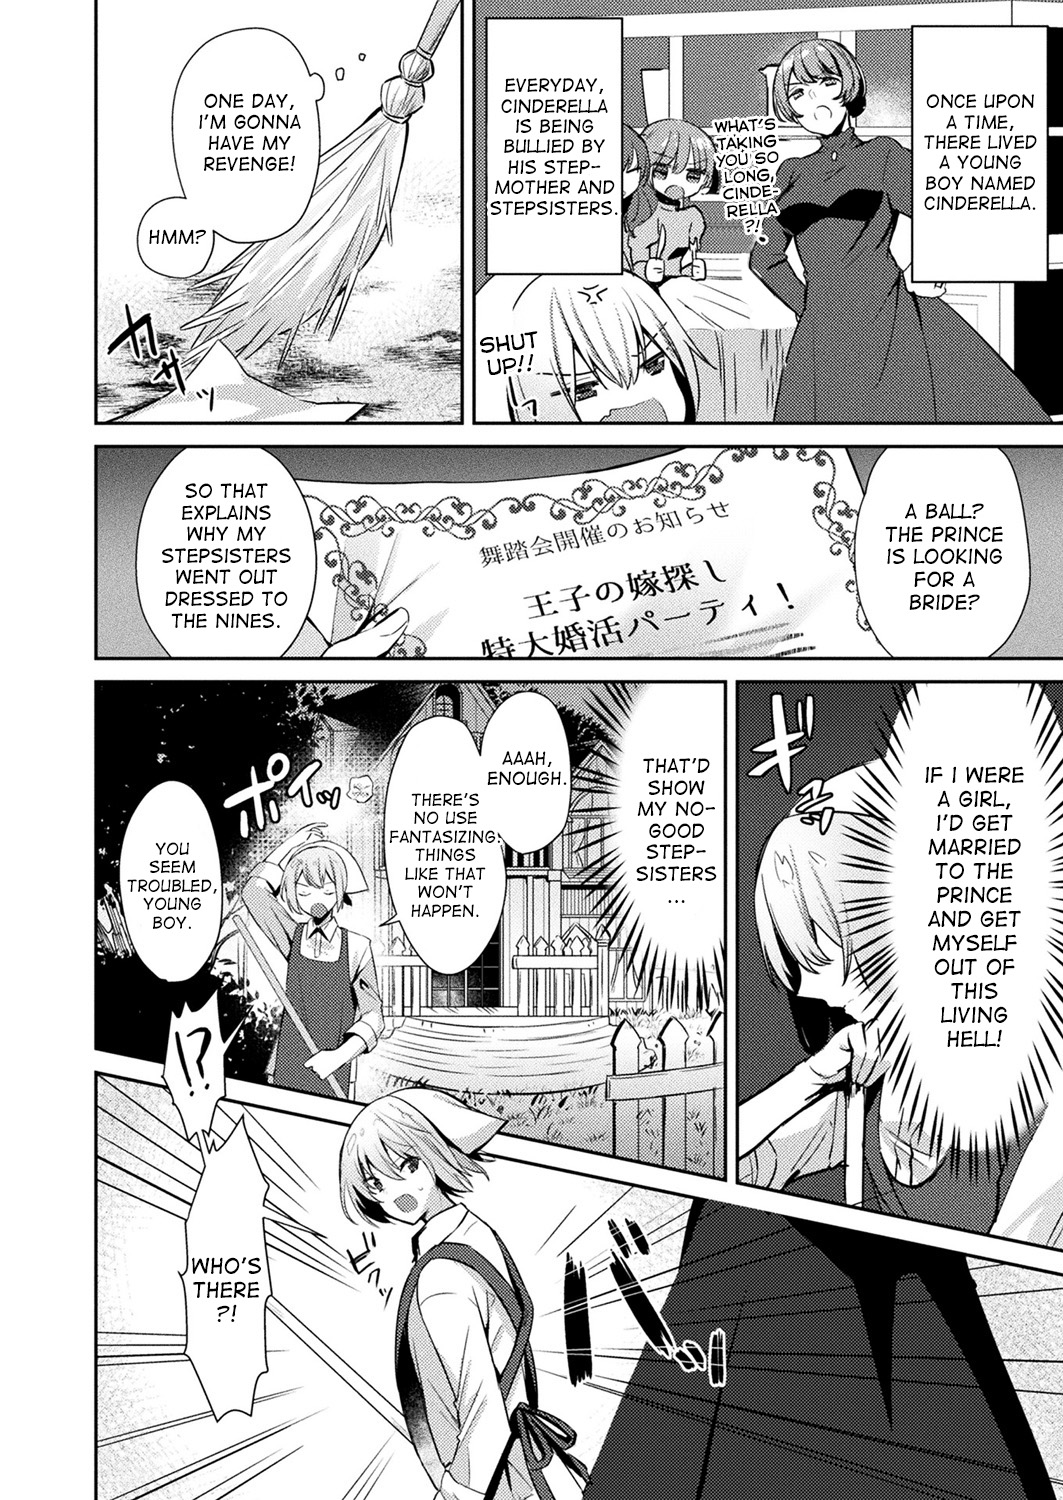 ONCE UPON
A TIME,
THERE LIVED
A YOUNG
BOY NAMED
CINDERELLA.
WHAT'S
TAKING
YOU SO
LONG,
CINDE-
RELLA
?!
EVERYDAY,
CINDERELLA
IS BEING
BULLIED BY
HIS STEP-
MOTHER AND
STEPSISTERS.
SHUT
UP!!
ONE DAY,
I'M GONNA
HAVE MY
REVENGE!
HMM?
ガサッ
A BALL?
THE PRINCE
IS LOOKING
FOR A
BRIDE?
舞踏会開催のお知らせ
王子の嫁探し
特大婚活パーティ!
SO THAT
EXPLAINS
WHY MY
STEPSISTERS
WENT OUT
DRESSED TO
THE NINES.
IF I WERE
A GIRL,
I'D GET
MARRIED
TO THE
PRINCE
AND GET
MYSELF
OUT OF
THIS
LIVING
HELL!
THAT'D
SHOW
MY NO-
GOOD
STEP-
SISTERS
...
AAAH,
ENOUGH.
THERE'S
NO USE
FANTASIZING.
THINGS
LIKE THAT
WON'T
HAPPEN.
ポイッ
YOU
SEEM
TROUBLED,
YOUNG
BOY.
!?
WHO'S
THERE
?!